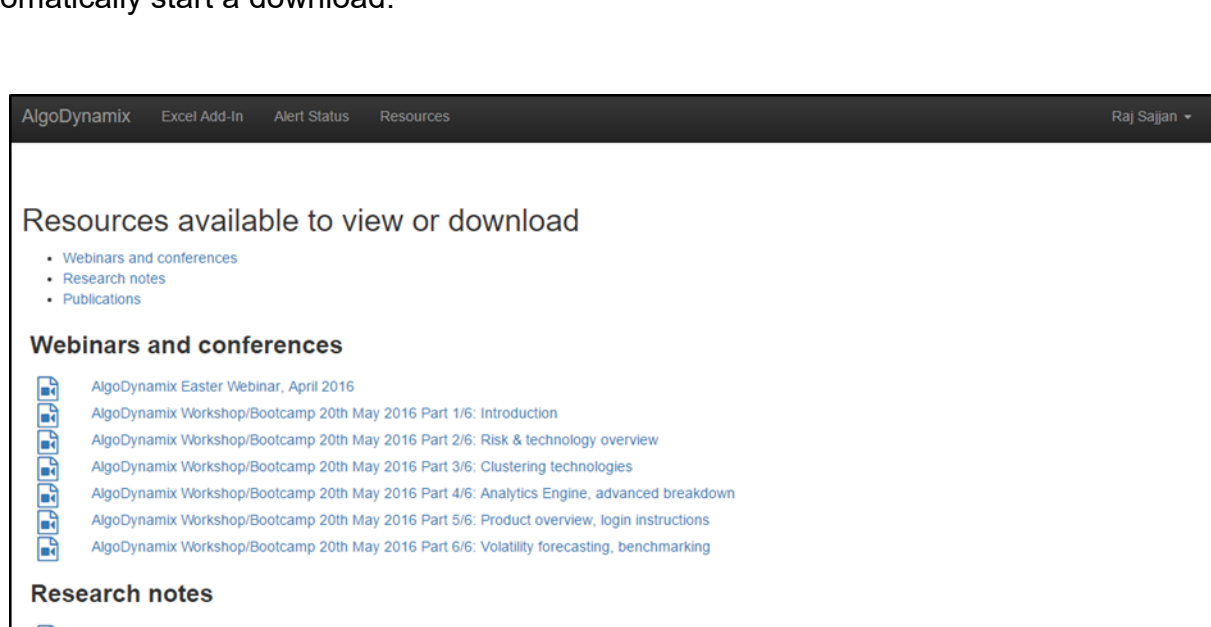 omatically start a download.
AlgoDynamix Excel Add-In Alert Status Resources Raj Sajjan
Resources available to view or download
Webinars and conferences
Research notes
Publications
Webinars and conferences
AlgoDynamix Easter Webinar, April 2016
AlgoDynamix Workshop/Bootcamp 20th May 2016 Part 1/6: Introduction
AlgoDynamix Workshop/Bootcamp 20th May 2016 Part 2/6: Risk & technology overview
AlgoDynamix Workshop/Bootcamp 20th May 2016 Part 3/6: Clustering technologies
AlgoDynamix Workshop/Bootcamp 20th May 2016 Part 4/6: Analytics Engine, advanced breakdown
AlgoDynamix Workshop/Bootcamp 20th May 2016 Part 5/6: Product overview, login instructions
AlgoDynamix Workshop/Bootcamp 20th May 2016 Part 6/6: Volatility forecasting, benchmarking
Research notes